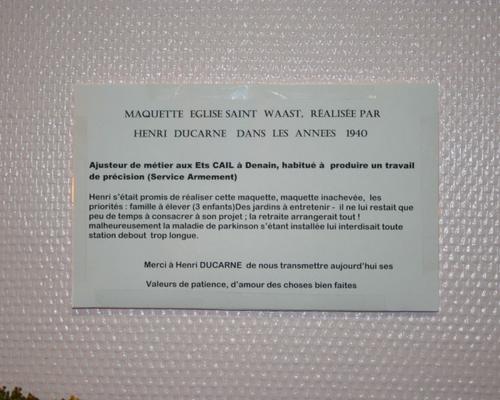 MAQUETTE EGLISE SAINT WAAST, RÉALISÉE PAR
HENRI DUCARNE DANS LES ANNEES 1940
Ajusteur de métier aux Ets CAIL à Denain, habitué à produire un travail
de précision (Service Armement)
Henri s'était promis de réaliser cette maquette, maquette inachevée, les
priorités : famille à élever (3 enfants)Des jardins à entretenir - il ne lui restait que
peu de temps à consacrer à son projet ; la retraite arrangerait tout !
malheureusement la maladie de parkinson s'étant installée lui interdisait toute
station debout trop longue.
Merci à Henri DUCARNE de nous transmettre aujourd'hui ses
Valeurs de patience, d'amour des choses bien faites